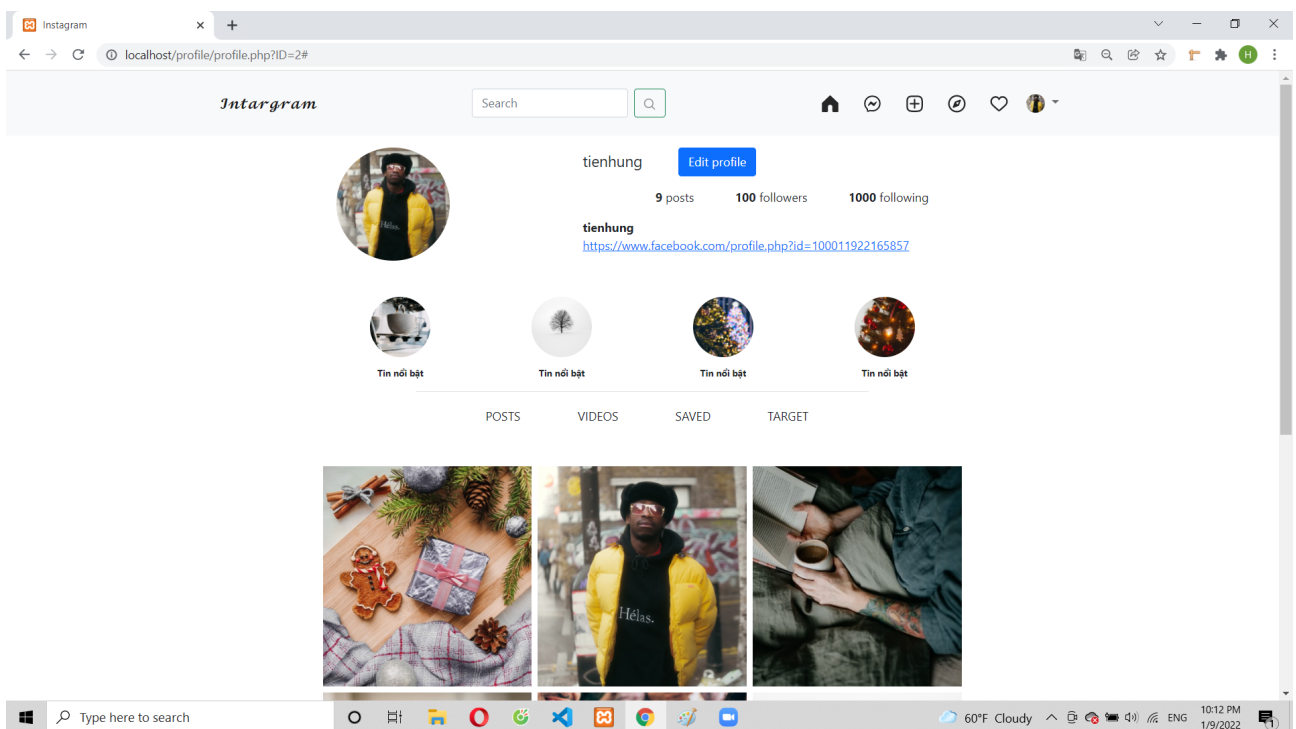 Instagram
localhost/profile/profile.php?ID=2#
H
Intargram
Search
tienhung Edit profile
9 posts 100 followers 1000 following
tienhung
https://www.facebook.com/profile.php?id=100011922165857
Hélas.
Tin nổi bật Tin nổi bật Tin nổi bật Tin nổi bật
POSTS VIDEOS SAVED TARGET
Hélas.
Type here to search
60°F Cloudy ENG 10:12 PM
1/9/2022
1